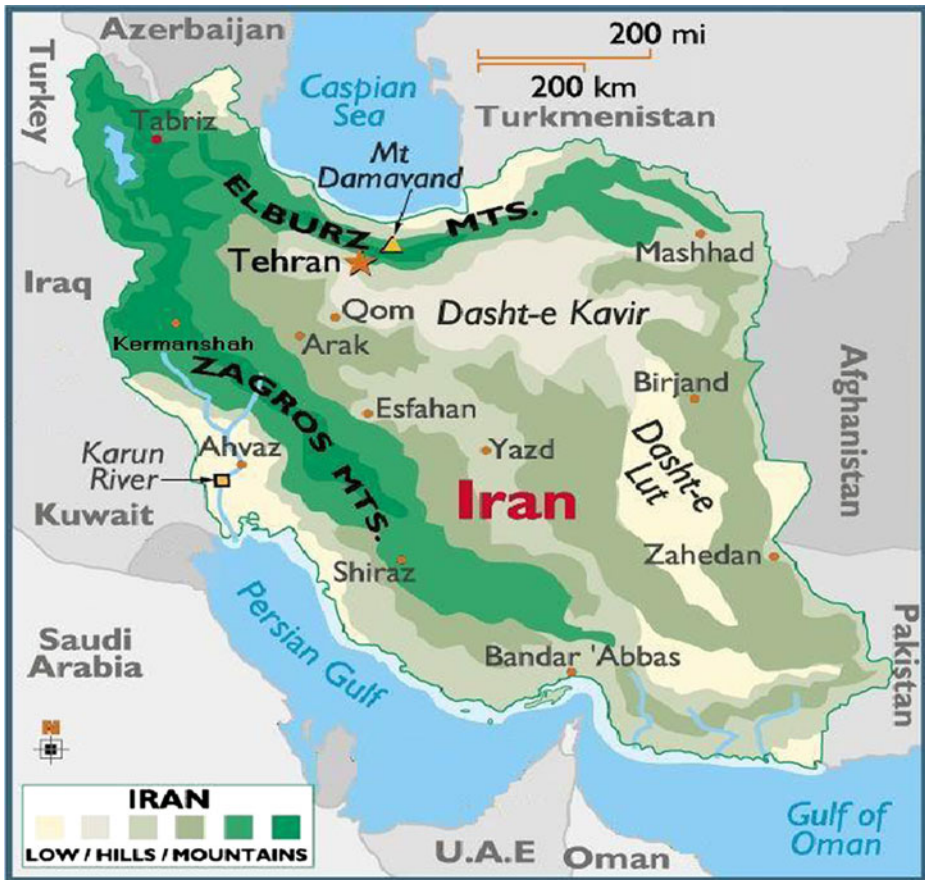 Azerbaijan
Turkey
Caspian
Sea
200 mi
200 km
Turkmenistan
Tabriz
Mt
Damavand
ELBURZ
MTS.
Mashhad
Tehran
Iraq
Qom
Dasht-e Kavir
Kermanshah
Arak
ZAGROS MTS.
Birjand
Afghanistan
Esfahan
Karun
River
Ahvaz
Yazd
Dasht-e
Lut
Iran
Kuwait
Shiraz
Zahedan
Persian Gulf
Saudi
Arabia
Bandar 'Abbas
Pakistan
N
IRAN
LOW / HILLS / MOUNTAINS
U.A.E
Oman
Gulf of
Oman